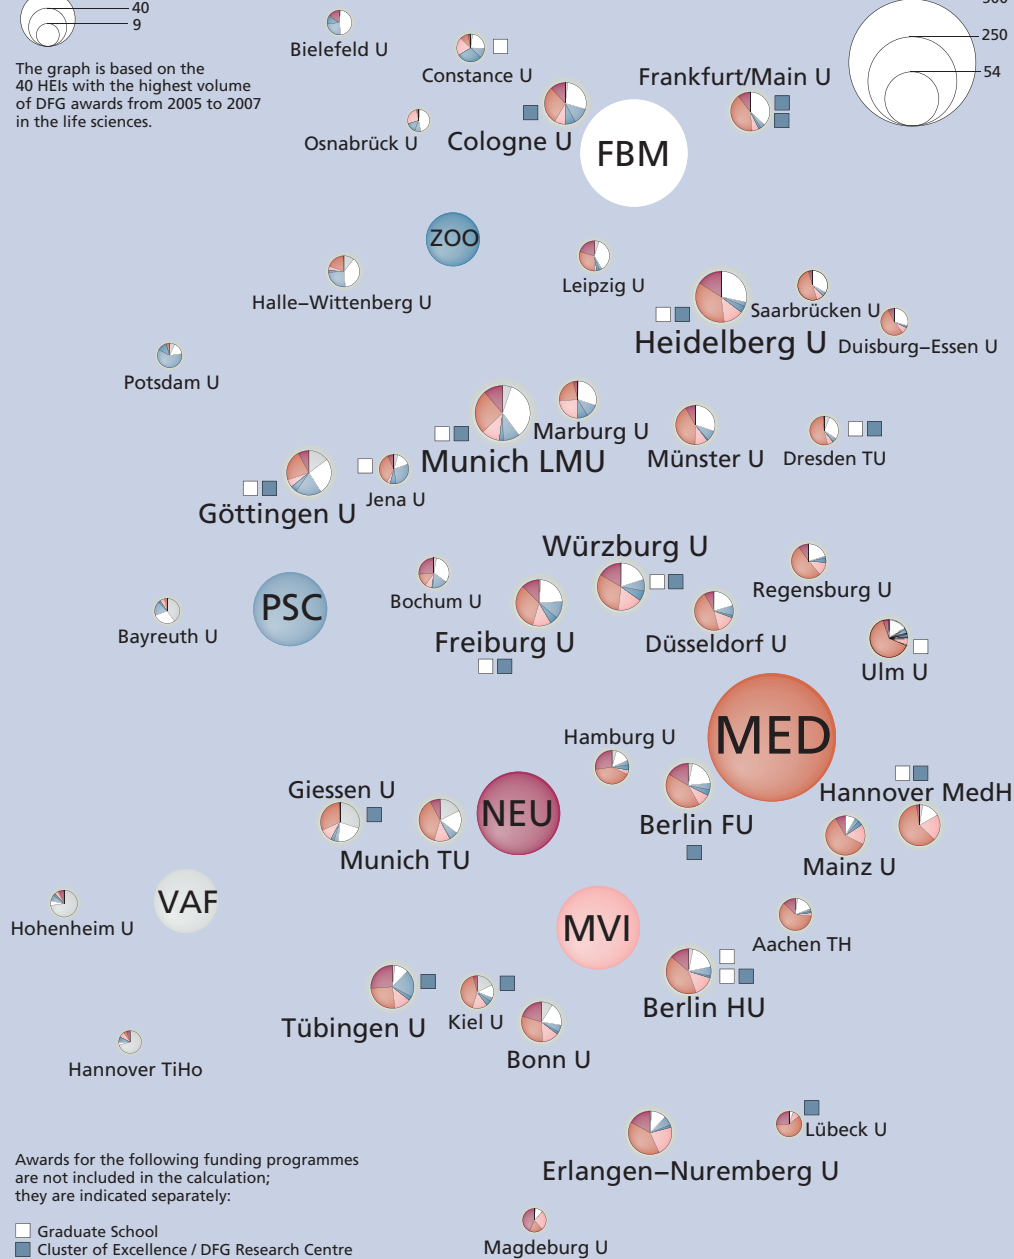 40
9
The graph is based on the
40 HEIs with the highest volume
of DFG awards from 2005 to 2007
in the life sciences.
250
54
Bielefeld U
Constance U
Frankfurt/Main U
Osnabrück U
Cologne U
FBM
ZOO
Leipzig U
Halle–Wittenberg U
Saarbrücken U
Heidelberg U
Duisburg–Essen U
Potsdam U
Marburg U
Munich LMU
Münster U
Dresden TU
Jena U
Göttingen U
Würzburg U
Regensburg U
Bochum U
PSC
Bayreuth U
Freiburg U
Düsseldorf U
Ulm U
MED
Hamburg U
Giessen U
Hannover MedH
NEU
Berlin FU
Munich TU
Mainz U
VAF
Hohenheim U
MVI
Aachen TH
Berlin HU
Tübingen U
Kiel U
Bonn U
Hannover TiHo
Lübeck U
Erlangen–Nuremberg U
Awards for the following funding programmes
are not included in the calculation;
they are indicated separately:
Graduate School
Cluster of Excellence / DFG Research Centre
Magdeburg U